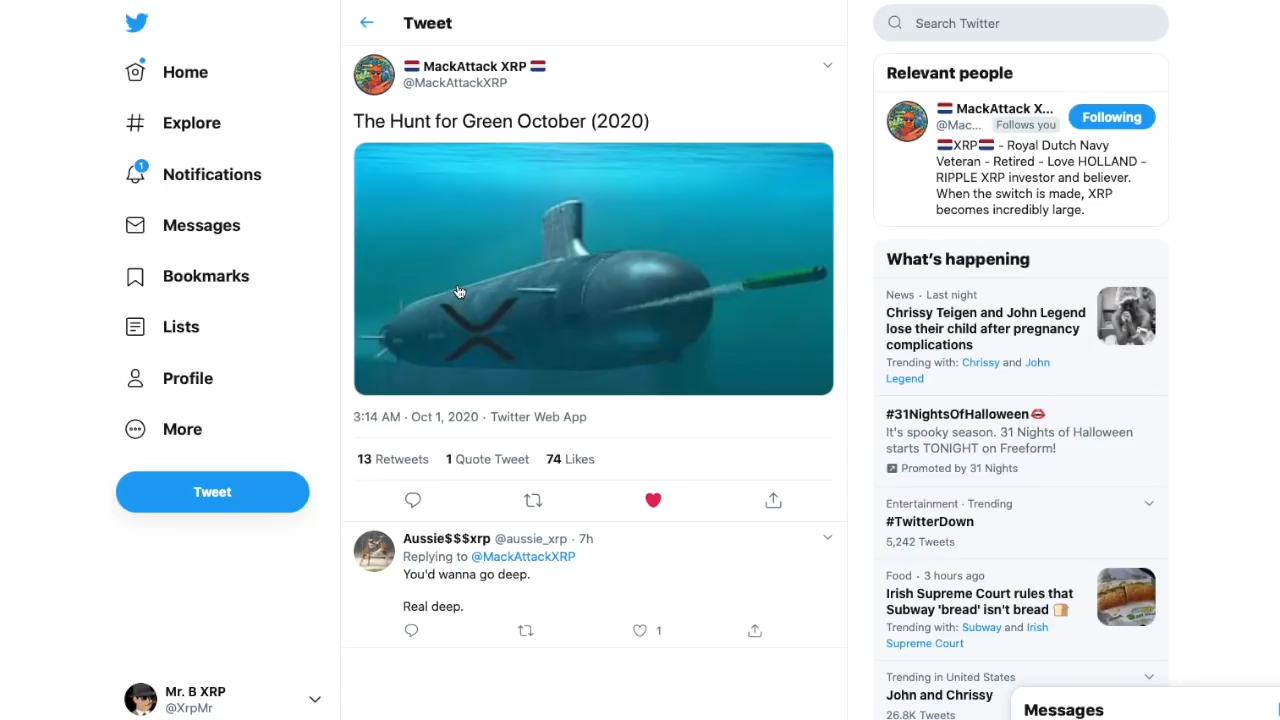 Home
Explore
1
Notifications
Messages
Bookmarks
Lists
Profile
More
Tweet
Mr. B XRP
@XrpMr
Tweet
MackAttack XRP
@MackAttackXRP
The Hunt for Green October (2020)
3:14 AM · Oct 1, 2020 · Twitter Web App
13 Retweets 1 Quote Tweet 74 Likes
Aussie$$$xrp @aussie_xrp · 7h
Replying to @MackAttackXRP
You'd wanna go deep.
Real deep.
1
Search Twitter
Relevant people
MackAttack X...
@Mac... Follows you
Following
XRP - Royal Dutch Navy
Veteran - Retired - Love HOLLAND -
RIPPLE XRP investor and believer.
When the switch is made, XRP
becomes incredibly large.
What's happening
News · Last night
Chrissy Teigen and John Legend
lose their child after pregnancy
complications
Trending with: Chrissy and John
Legend
#31NightsOfHalloween
It's spooky season. 31 Nights of Halloween
starts TONIGHT on Freeform!
Promoted by 31 Nights
Entertainment · Trending
#TwitterDown
5,242 Tweets
Food · 3 hours ago
Irish Supreme Court rules that
Subway 'bread' isn't bread
Trending with: Subway and Irish
Supreme Court
Trending in United States
John and Chrissy
26.8K Tweets
Messages